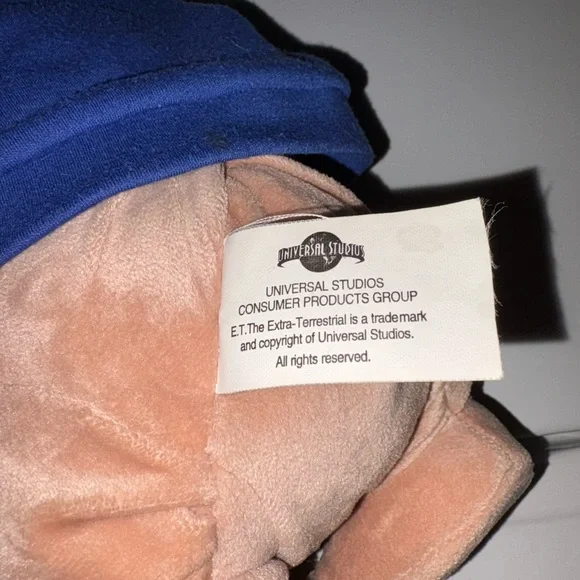 UNIVERSAL STUDIOS
UNIVERSAL STUDIOS
CONSUMER PRODUCTS GROUP
E.T.The Extra-Terrestrial is a trademark
and copyright of Universal Studios.
All rights reserved.